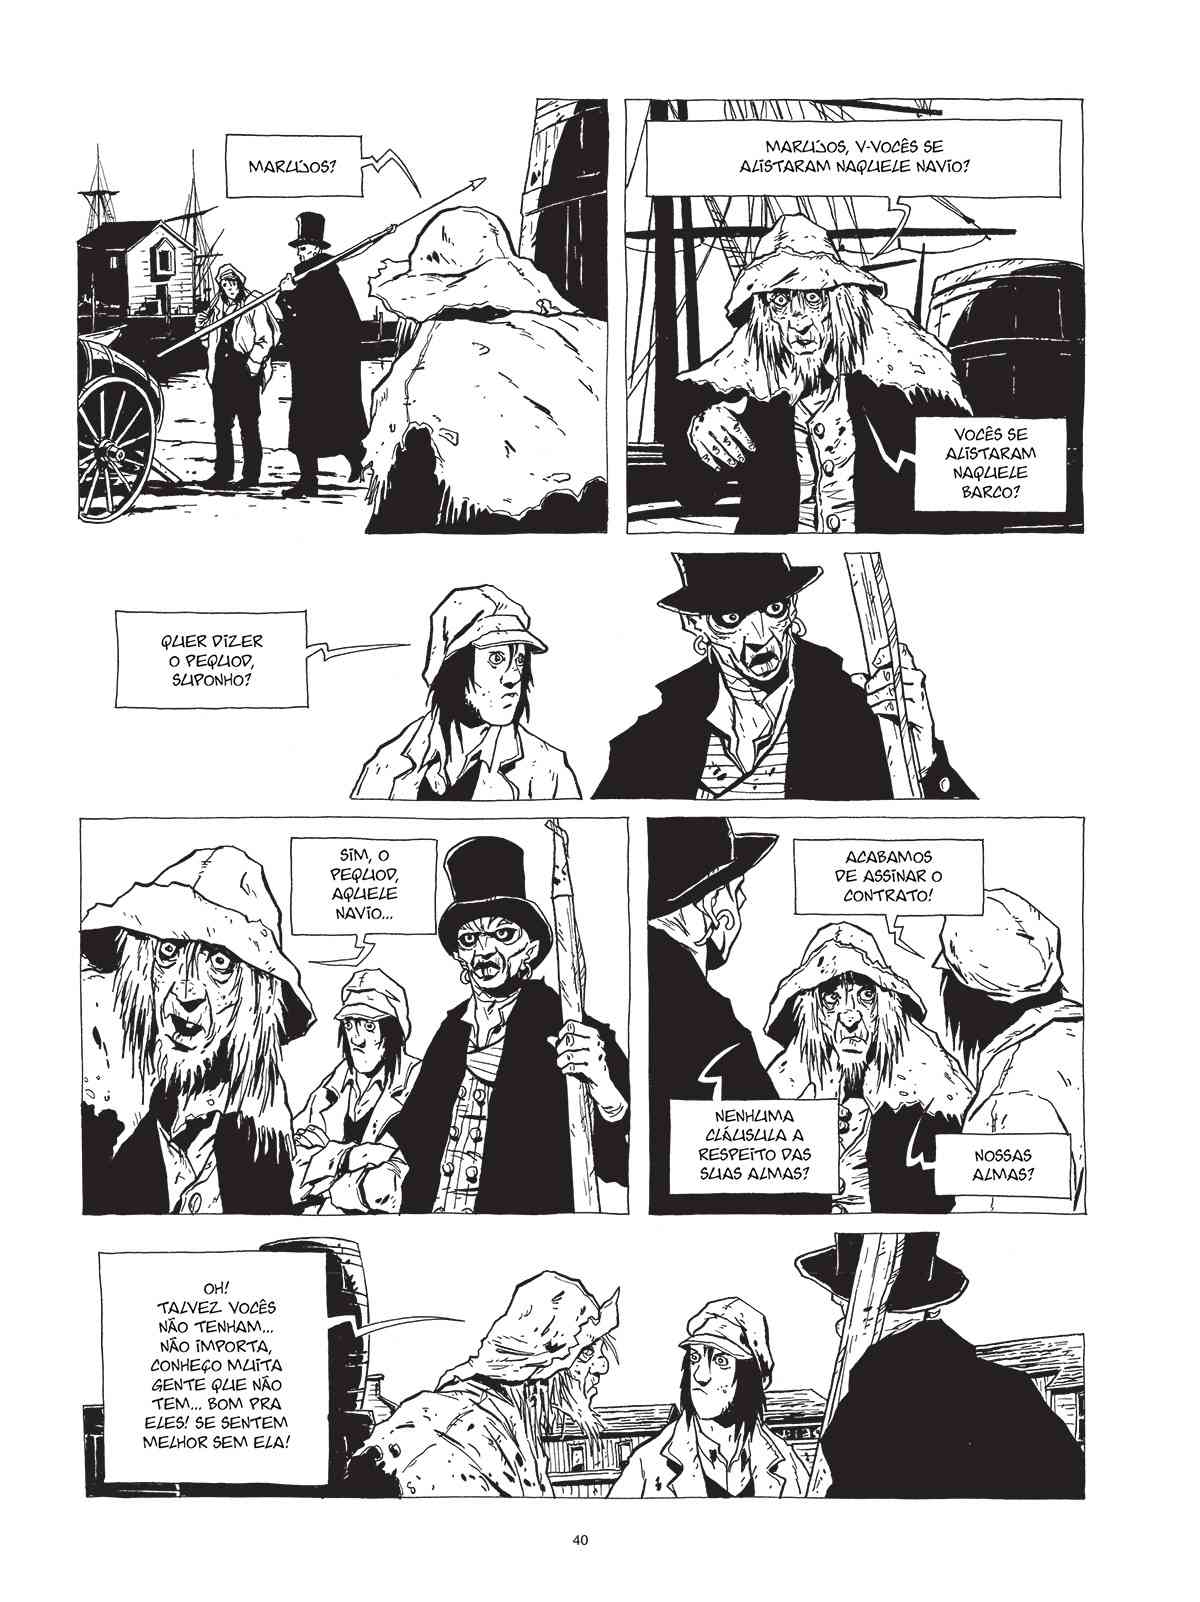 MARUJOS?
MARUJOS, V-VOCÊS SE
ALISTARAM NAQUELE NAVIO?
VOCÊS SE
ALISTARAM
NAQUELE
BARCO?
QUER DIZER
O PEQUOD,
SUPONHO?
SIM, O
PEQUOD,
AQUELE
NAVIO...
ACABAMOS
DE ASSINAR O
CONTRATO!
NENHUMA
CLÁUSULA A
RESPEITO DAS
SUAS ALMAS?
NOSSAS
ALMAS?
OH!
TALVEZ VOCÊS
NÃO TENHAM...
NÃO IMPORTA,
CONHEÇO MUITA
GENTE QUE NÃO
TEM... BOM PRA
ELES! SE SENTEM
MELHOR SEM ELA!
40